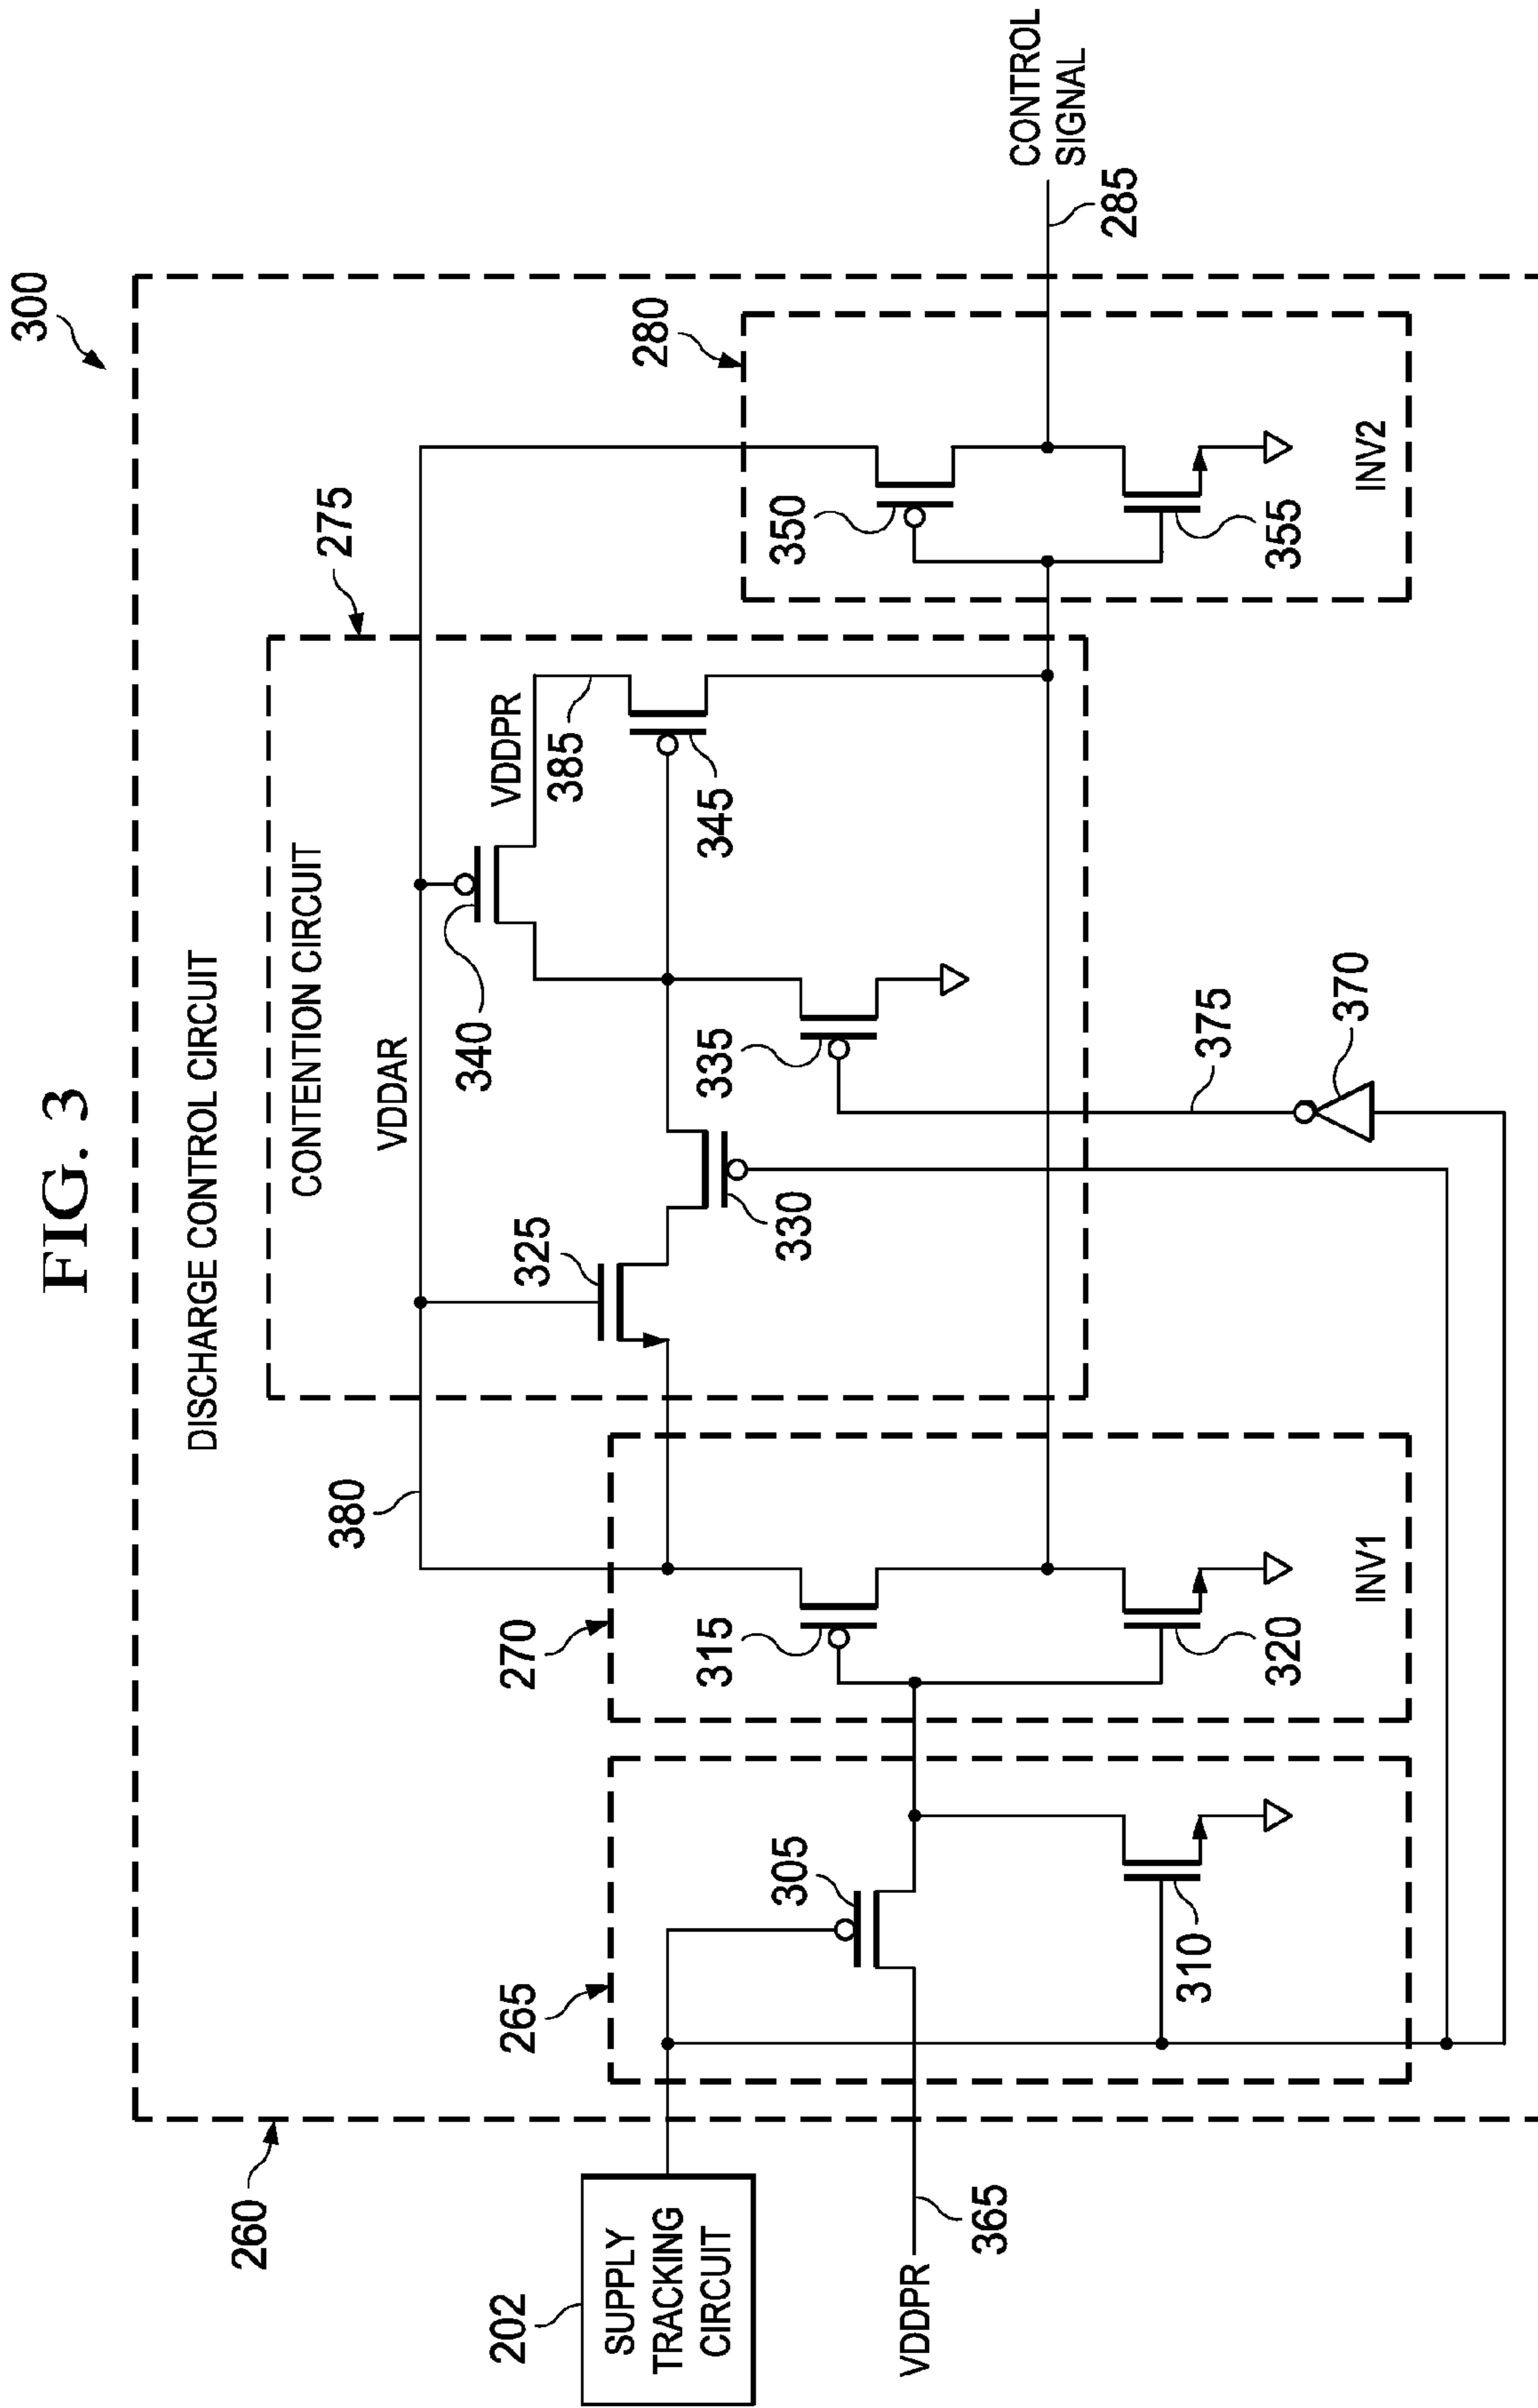 FIG. 3
300
260
DISCHARGE CONTROL CIRCUIT
380
VDDAR
275
CONTENTION CIRCUIT
325
340
VDDPR
385
330
335
345
280
350
355
INV2
CONTROL
SIGNAL
285
202
SUPPLY
TRACKING
CIRCUIT
VDDPR
365
265
305
310
270
315
320
INV1
375
370